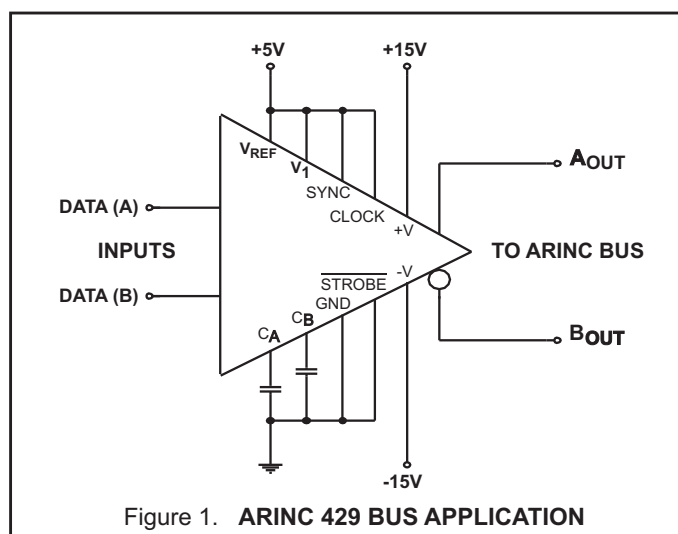 +5V
+15V
VREF
V1
SYNC
CLOCK
+V
AOUT
DATA (A)
INPUTS
TO ARINC BUS
DATA (B)
STROBE
-V
GND
CB
CA
BOUT
-15V
Figure 1. ARINC 429 BUS APPLICATION